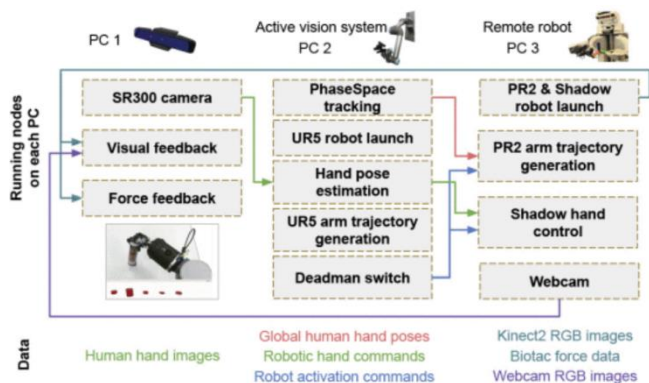 PC 1
Active vision system
PC 2
Remote robot
PC 3
Running nodes
on each PC
SR300 camera
Visual feedback
Force feedback
PhaseSpace
tracking
UR5 robot launch
Hand pose
estimation
UR5 arm trajectory
generation
Deadman switch
PR2 & Shadow
robot launch
PR2 arm trajectory
generation
Shadow hand
control
Webcam
Data
Human hand images
Global human hand poses
Robotic hand commands
Robot activation commands
Kinect2 RGB images
Biotac force data
Webcam RGB images